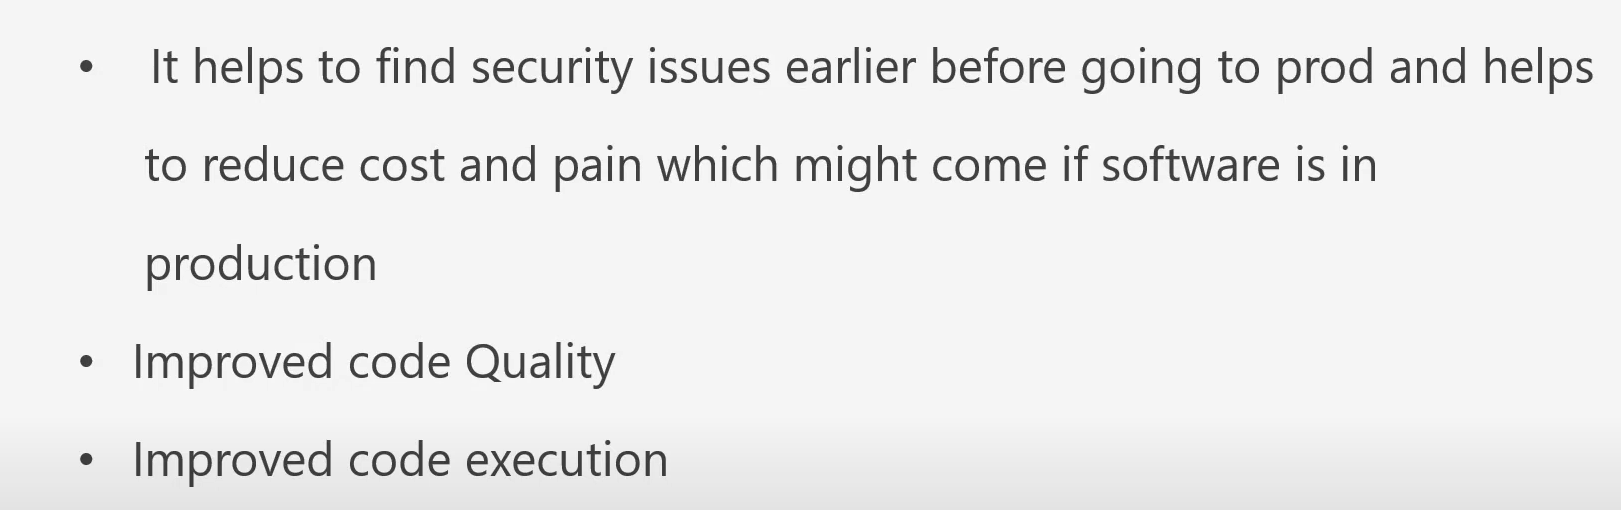 • It helps to find security issues earlier before going to prod and helps
to reduce cost and pain which might come if software is in
production
• Improved code Quality
• Improved code execution